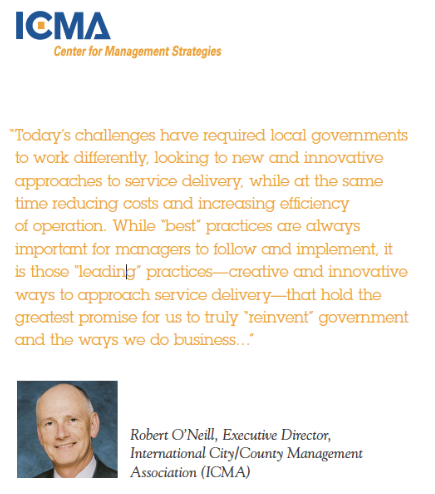 ICMA
Center for Management Strategies
“Today’s challenges have required local governments
to work differently, looking to new and innovative
approaches to service delivery, while at the same
time reducing costs and increasing efficiency
of operation. While “best” practices are always
important for managers to follow and implement, it
is those “leading” practices—creative and innovative
ways to approach service delivery—that hold the
greatest promise for us to truly “reinvent” government
and the ways we do business…”
Robert O’Neill, Executive Director,
International City/County Management
Association (ICMA)